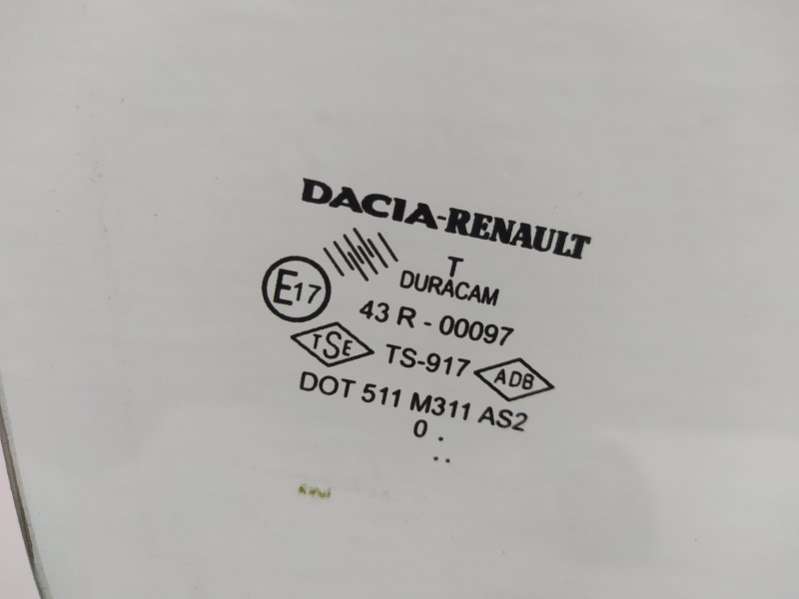 DACIA-RENAULT
T
DURACAM
E17
43 R - 00097
TSE TS-917 ADB
DOT 511 M311 AS2
0 .
..